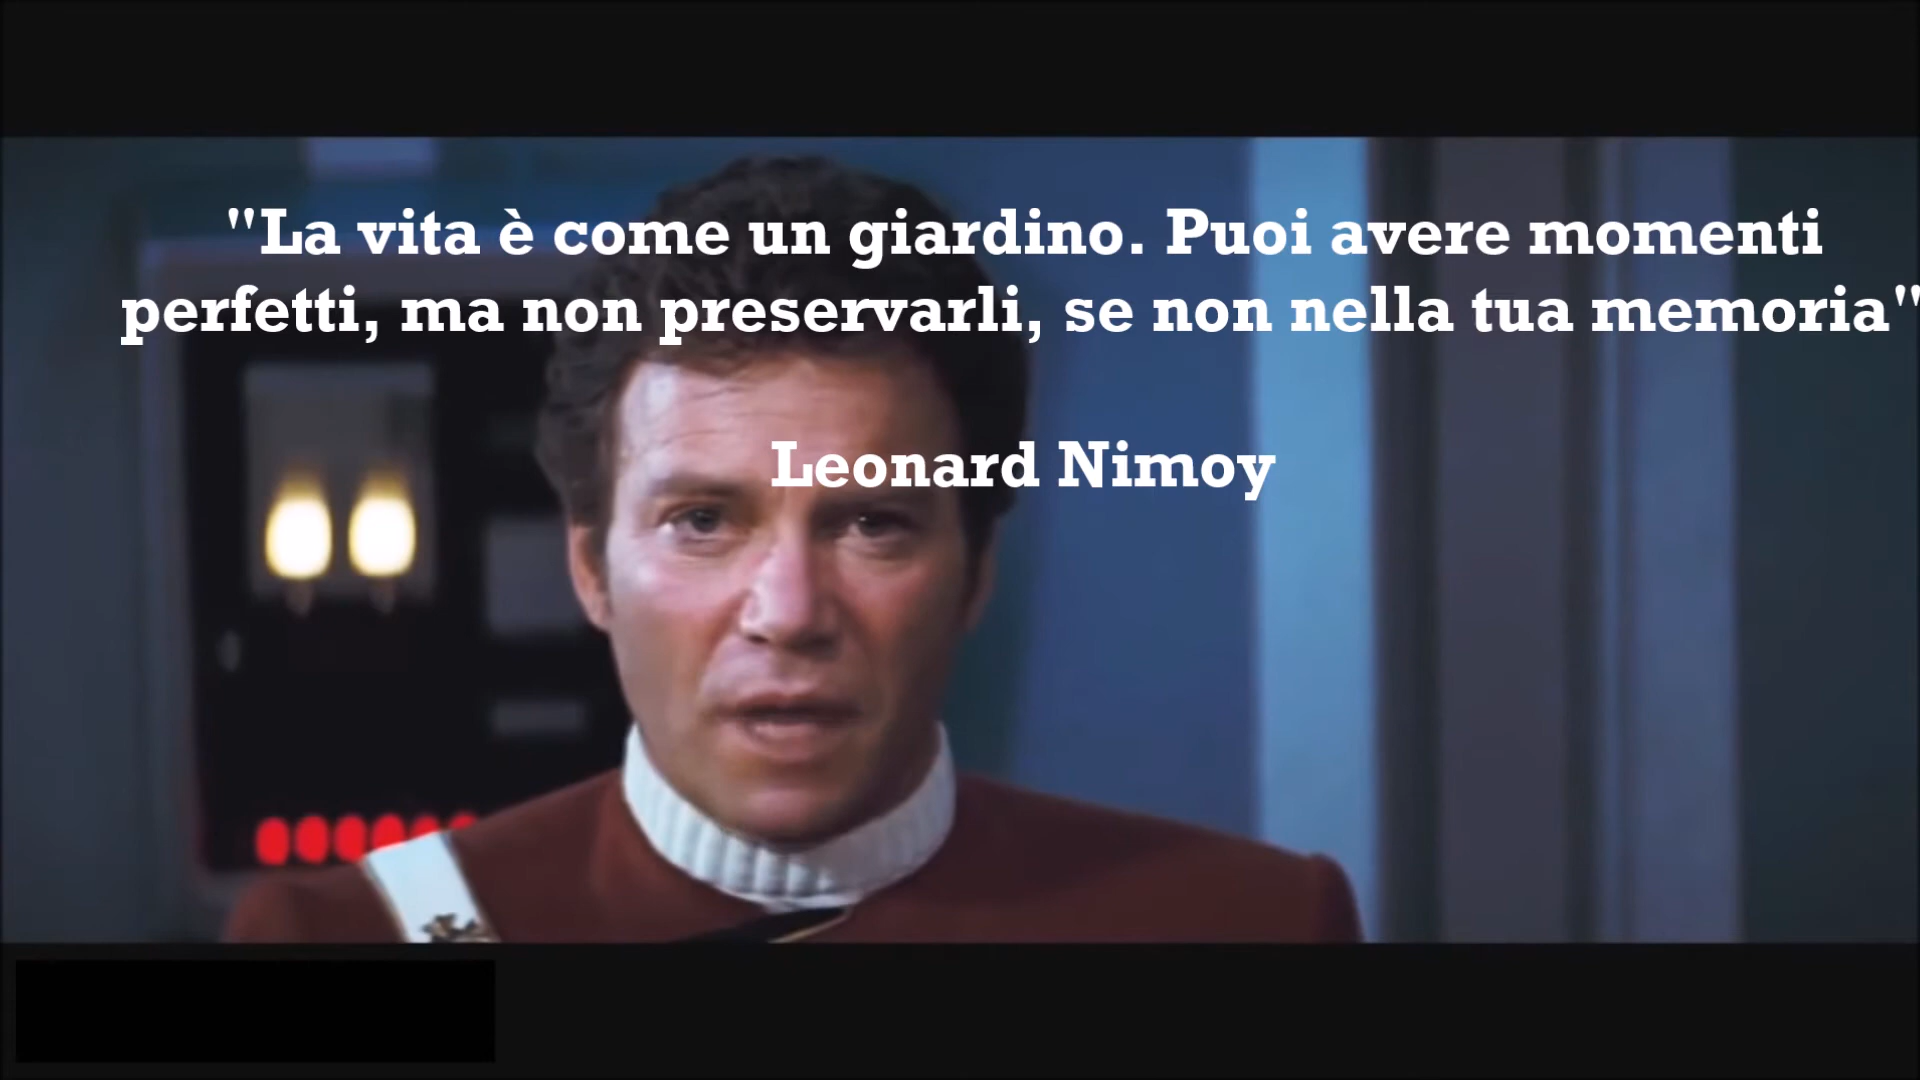 "La vita è come un giardino. Puoi avere momenti
perfetti, ma non preservarli, se non nella tua memoria"
Leonard Nimoy